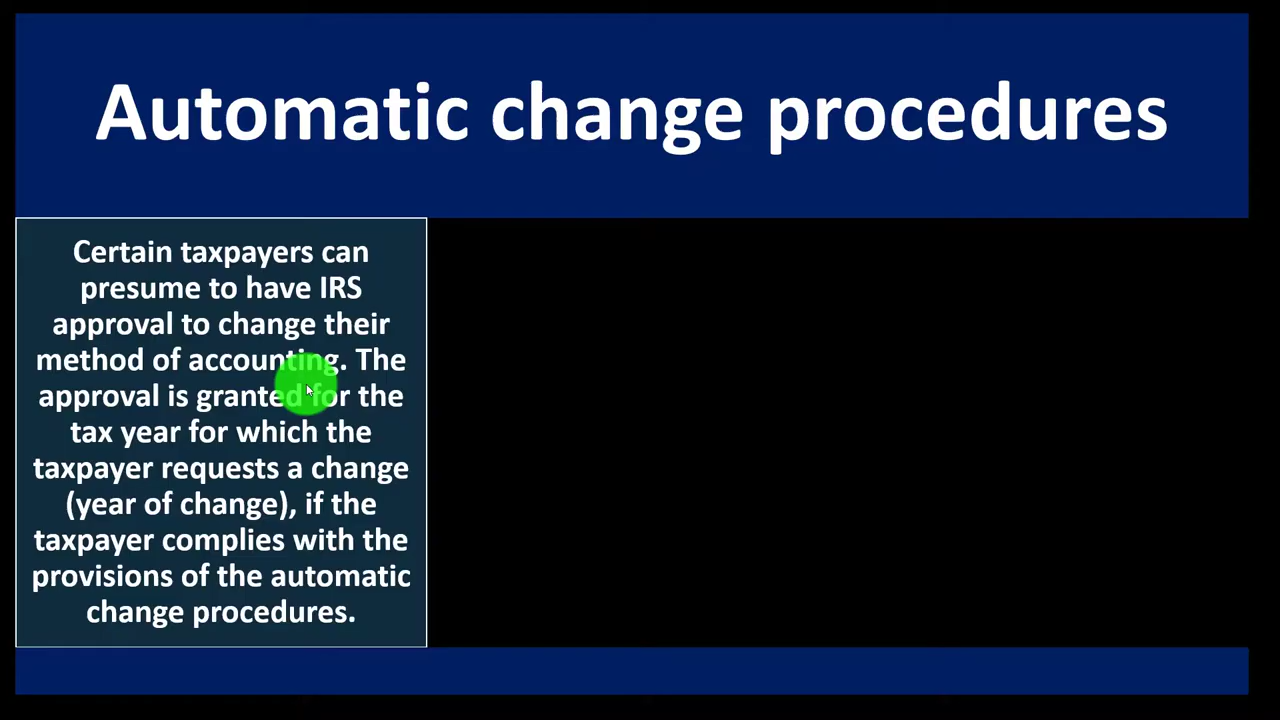 Automatic change procedures
Certain taxpayers can
presume to have IRS
approval to change their
method of accounting. The
approval is granted for the
tax year for which the
taxpayer requests a change
(year of change), if the
taxpayer complies with the
provisions of the automatic
change procedures.